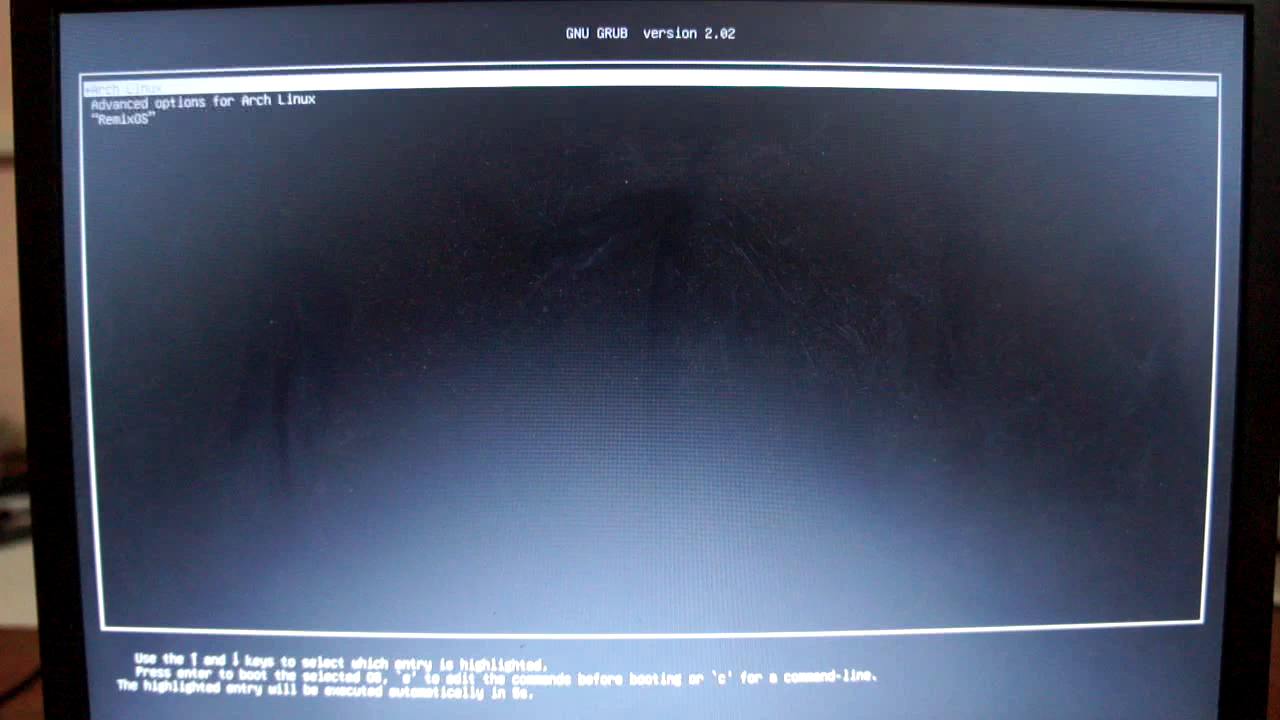 GNU GRUB version 2.02
*Arch Linux
Advanced options for Arch Linux
“RemixOS”
Use the ↑ and ↓ keys to select which entry is highlighted.
Press enter to boot the selected OS, `e' to edit the commands before booting or `c' for a command-line.
The highlighted entry will be executed automatically in 5s.